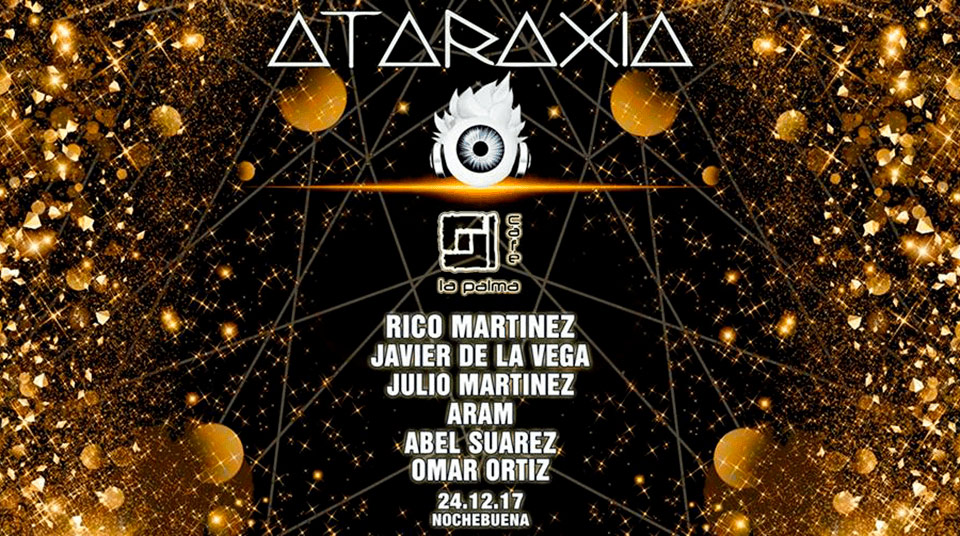 ATARAXIA
cafe
la palma
RICO MARTINEZ
JAVIER DE LA VEGA
JULIO MARTINEZ
ARAM
ABEL SUAREZ
OMAR ORTIZ
24.12.17
NOCHEBUENA